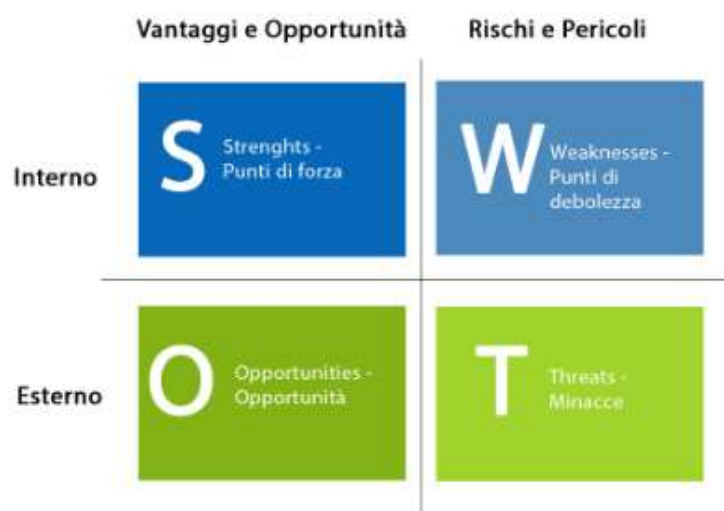 Vantaggi e Opportunità
Rischi e Pericoli
Interno
S
Strenghts -
Punti di forza
W
Weaknesses -
Punti di
debolezza
Esterno
O
Opportunities -
Opportunità
T
Threats -
Minacce